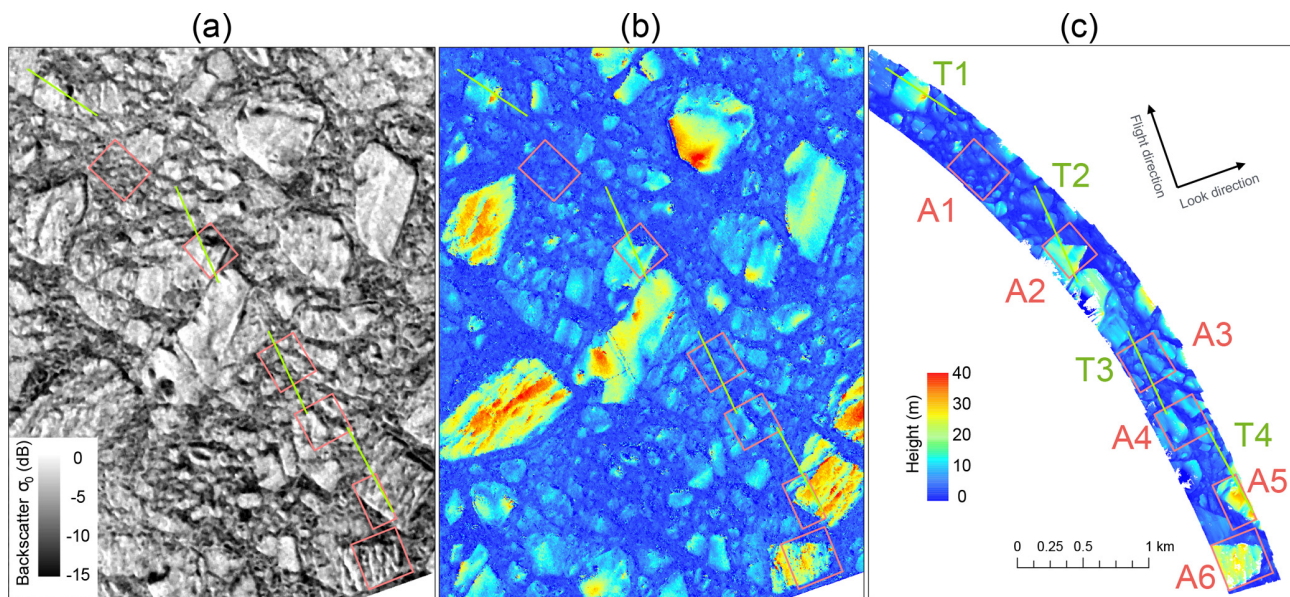 (a)
(b)
(c)
T1
Flight direction
Look direction
T2
A1
A2
A3
T3
Height (m)
40
30
20
10
0
A4
T4
A5
A6
0 0.25 0.5 1 km
Backscatter σ₀ (dB)
0
-5
-10
-15